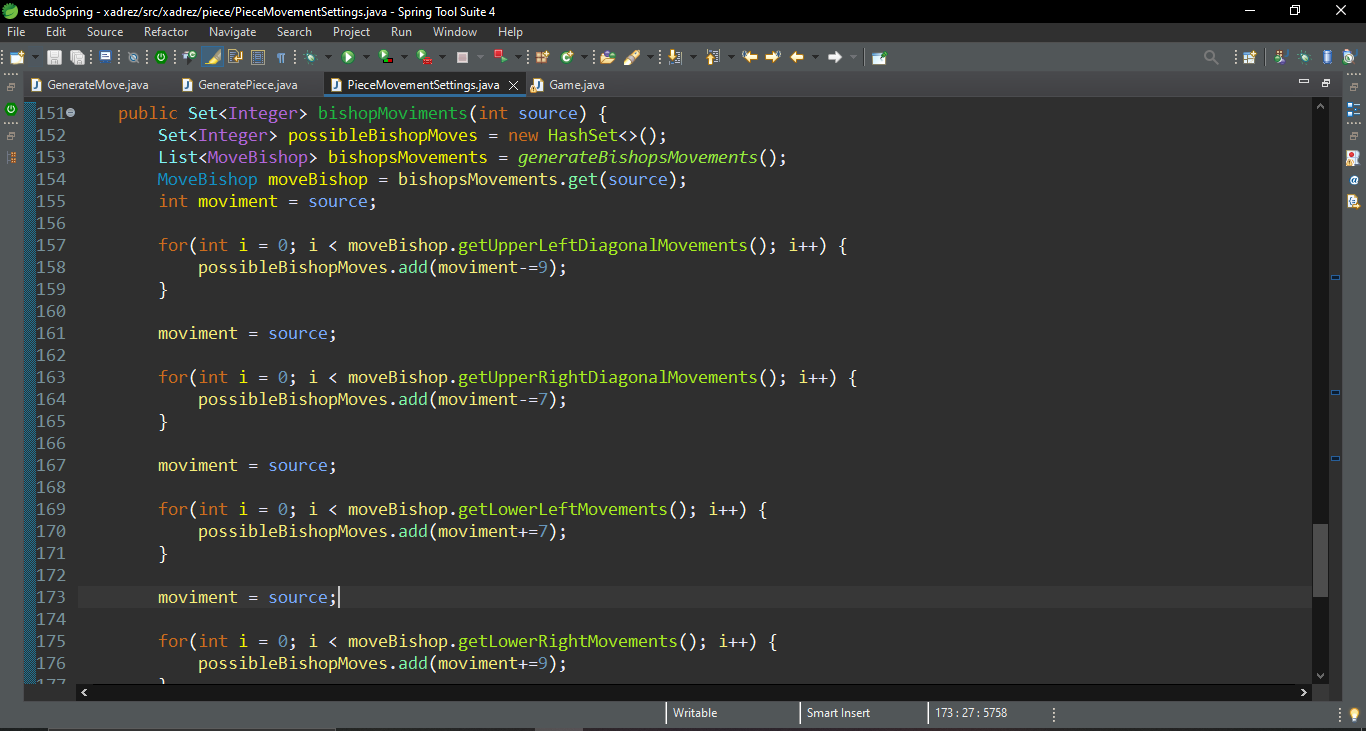 estudoSpring - xadrez/src/xadrez/piece/PieceMovementSettings.java - Spring Tool Suite 4
File Edit Source Refactor Navigate Search Project Run Window Help
GenerateMove.java GeneratePiece.java PieceMovementSettings.java Game.java
151 public Set<Integer> bishopMoviments(int source) {
152 Set<Integer> possibleBishopMoves = new HashSet<>();
153 List<MoveBishop> bishopsMovements = generateBishopsMovements();
154 MoveBishop moveBishop = bishopsMovements.get(source);
155 int moviment = source;
156
157 for(int i = 0; i < moveBishop.getUpperLeftDiagonalMovements(); i++) {
158 possibleBishopMoves.add(moviment-=9);
159 }
160
161 moviment = source;
162
163 for(int i = 0; i < moveBishop.getUpperRightDiagonalMovements(); i++) {
164 possibleBishopMoves.add(moviment-=7);
165 }
166
167 moviment = source;
168
169 for(int i = 0; i < moveBishop.getLowerLeftMovements(); i++) {
170 possibleBishopMoves.add(moviment+=7);
171 }
172
173 moviment = source;
174
175 for(int i = 0; i < moveBishop.getLowerRightMovements(); i++) {
176 possibleBishopMoves.add(moviment+=9);
177 }
Writable Smart Insert 173 : 27 : 5758